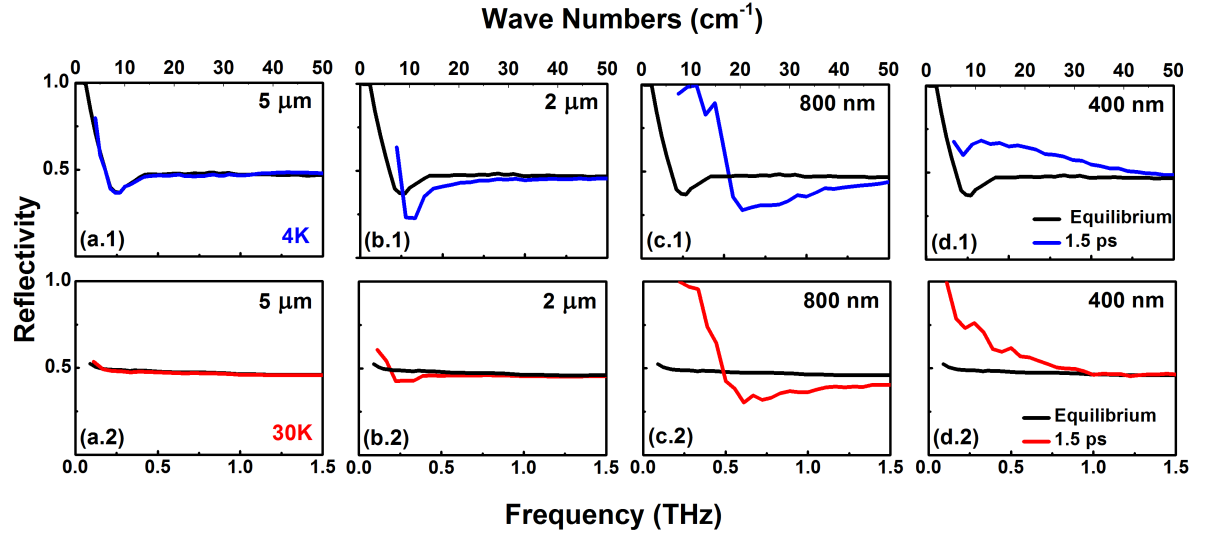 Wave Numbers (cm-1)
0 10 20 30 40 50 0 10 20 30 40 50 0 10 20 30 40 50 0 10 20 30 40 50
1.0 5 μm 2 μm 800 nm 400 nm
0.5
Equilibrium
1.5 ps
(a.1) 4K (b.1) (c.1) (d.1)
Reflectivity
1.0 5 μm 2 μm 800 nm 400 nm
0.5
Equilibrium
1.5 ps
(a.2) 30K (b.2) (c.2) (d.2)
0.0 0.5 1.0 1.5 0.0 0.5 1.0 1.5 0.0 0.5 1.0 1.5 0.0 0.5 1.0 1.5
Frequency (THz)